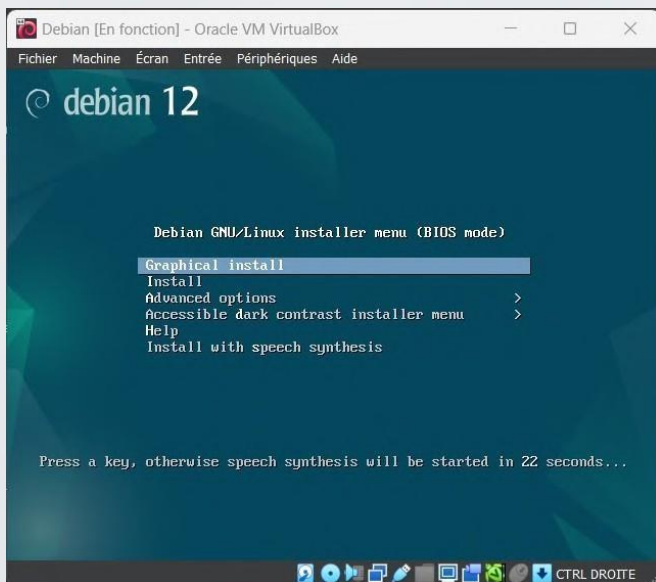 Debian [En fonction] - Oracle VM VirtualBox
Fichier Machine Écran Entrée Périphériques Aide
debian 12
Debian GNU/Linux installer menu (BIOS mode)
Graphical install
Install
Advanced options >
Accessible dark contrast installer menu >
Help
Install with speech synthesis
Press a key, otherwise speech synthesis will be started in 22 seconds...
CTRL DROITE